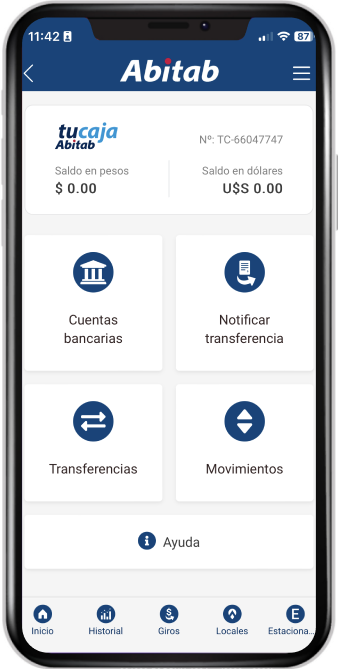 11:42
87
Abitab
tucaja
Abitab
Nº: TC-66047747
Saldo en pesos
Saldo en dólares
$ 0.00
U$S 0.00
Cuentas
bancarias
Notificar
transferencia
Transferencias
Movimientos
Ayuda
E
Inicio
Historial
Giros
Locales
Estaciona...